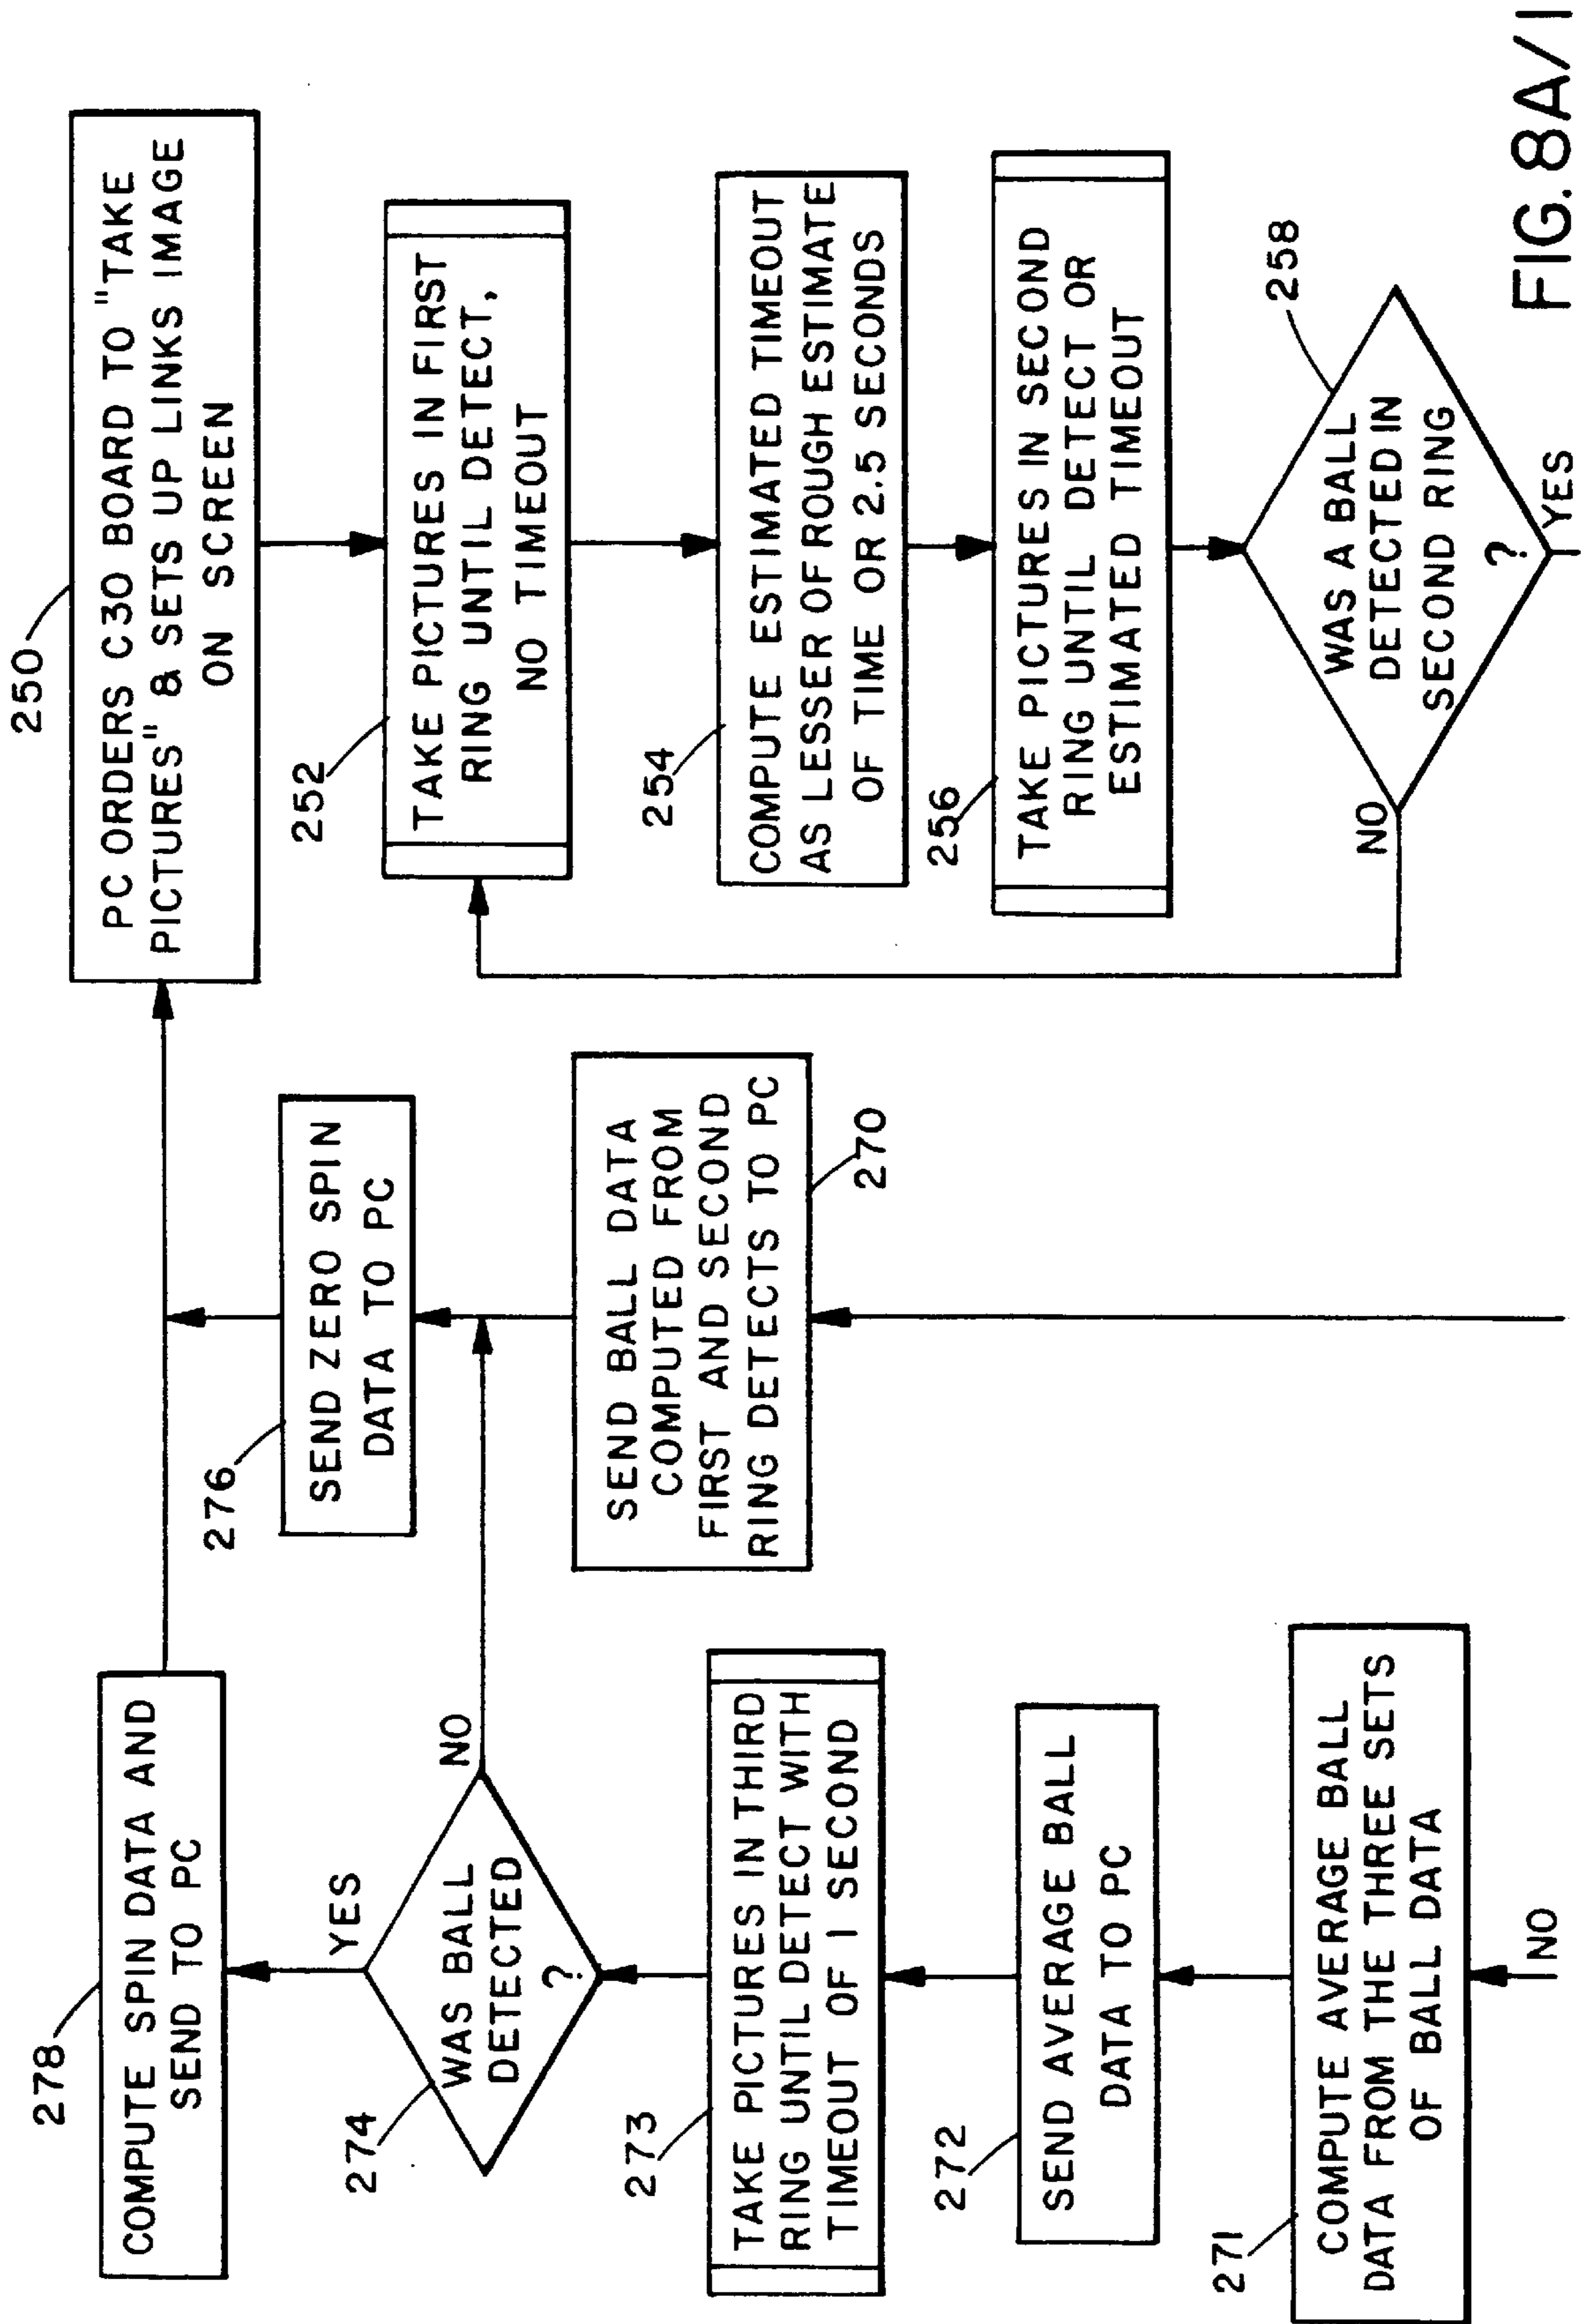 250
PC ORDERS C30 BOARD TO "TAKE
PICTURES" & SETS UP LINKS IMAGE
ON SCREEN
252
TAKE PICTURES IN FIRST
RING UNTIL DETECT,
NO TIMEOUT
254
COMPUTE ESTIMATED TIMEOUT
AS LESSER OF ROUGH ESTIMATE
OF TIME OR 2.5 SECONDS
256
TAKE PICTURES IN SECOND
RING UNTIL DETECT OR
ESTIMATED TIMEOUT
258
WAS A BALL
DETECTED IN
SECOND RING
?
NO
YES
276
SEND ZERO SPIN
DATA TO PC
SEND BALL DATA
COMPUTED FROM
FIRST AND SECOND
RING DETECTS TO PC
270
278
COMPUTE SPIN DATA AND
SEND TO PC
YES
NO
274
WAS BALL
DETECTED
?
273
TAKE PICTURES IN THIRD
RING UNTIL DETECT WITH
TIMEOUT OF 1 SECOND
272
SEND AVERAGE BALL
DATA TO PC
271
COMPUTE AVERAGE BALL
DATA FROM THE THREE SETS
OF BALL DATA
NO
FIG. 8A/1